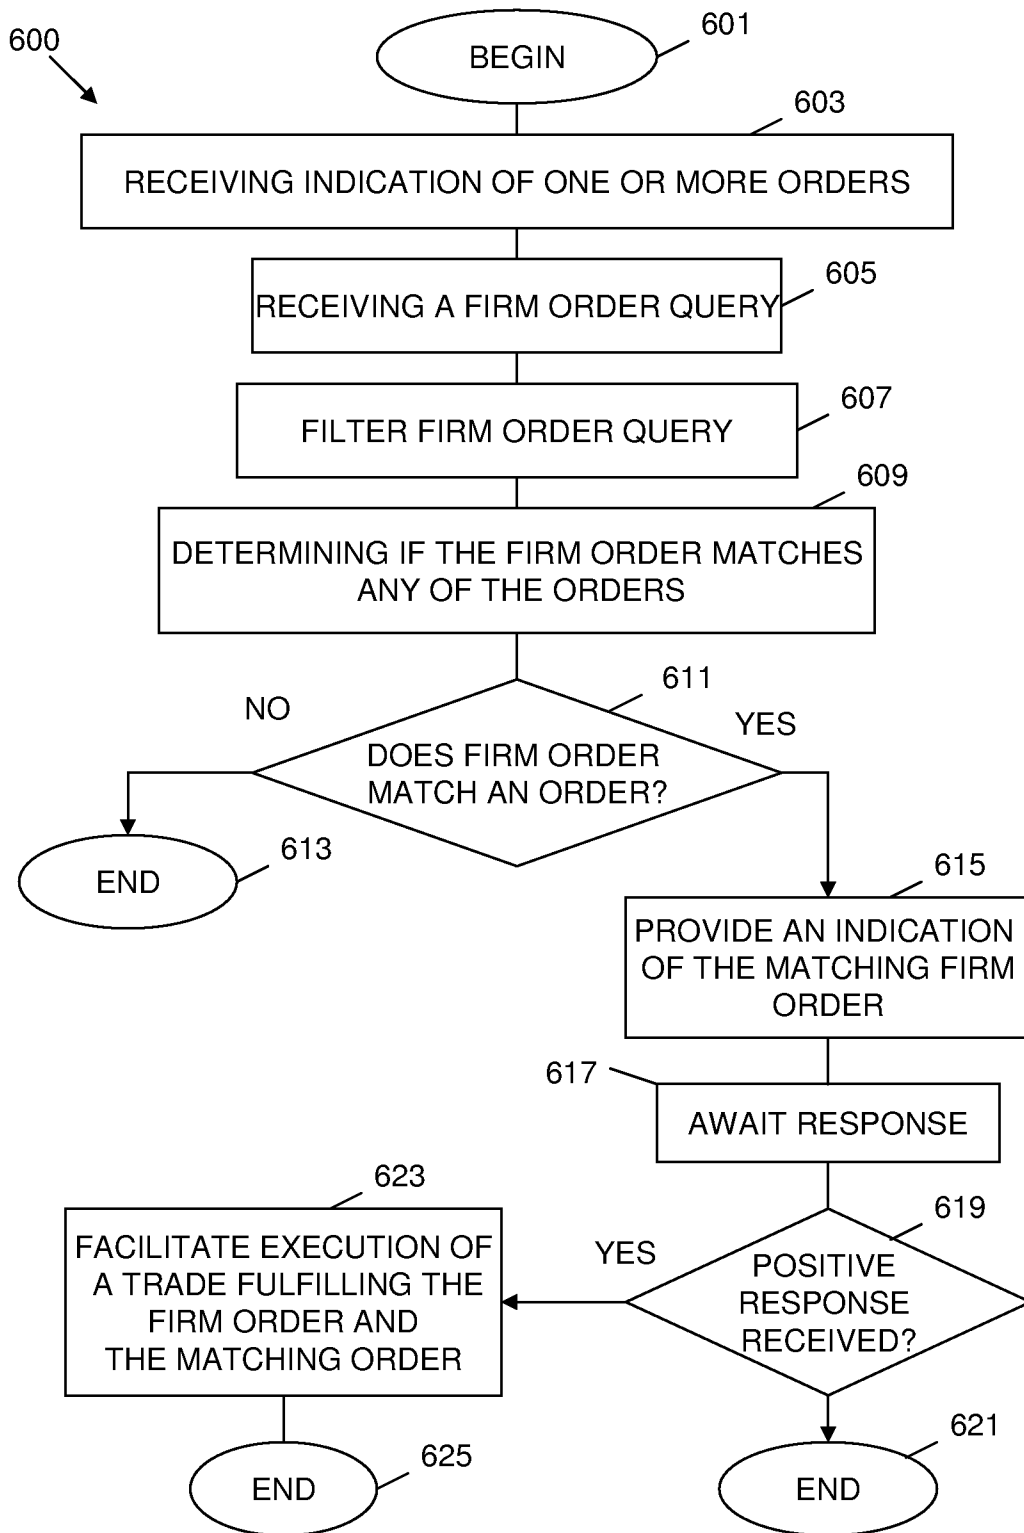 600
BEGIN
601
603
RECEIVING INDICATION OF ONE OR MORE ORDERS
605
RECEIVING A FIRM ORDER QUERY
607
FILTER FIRM ORDER QUERY
609
DETERMINING IF THE FIRM ORDER MATCHES
ANY OF THE ORDERS
611
NO
YES
DOES FIRM ORDER
MATCH AN ORDER?
613
END
615
PROVIDE AN INDICATION
OF THE MATCHING FIRM
ORDER
617
AWAIT RESPONSE
619
POSITIVE
RESPONSE
RECEIVED?
YES
623
FACILITATE EXECUTION OF
A TRADE FULFILLING THE
FIRM ORDER AND
THE MATCHING ORDER
625
END
621
END